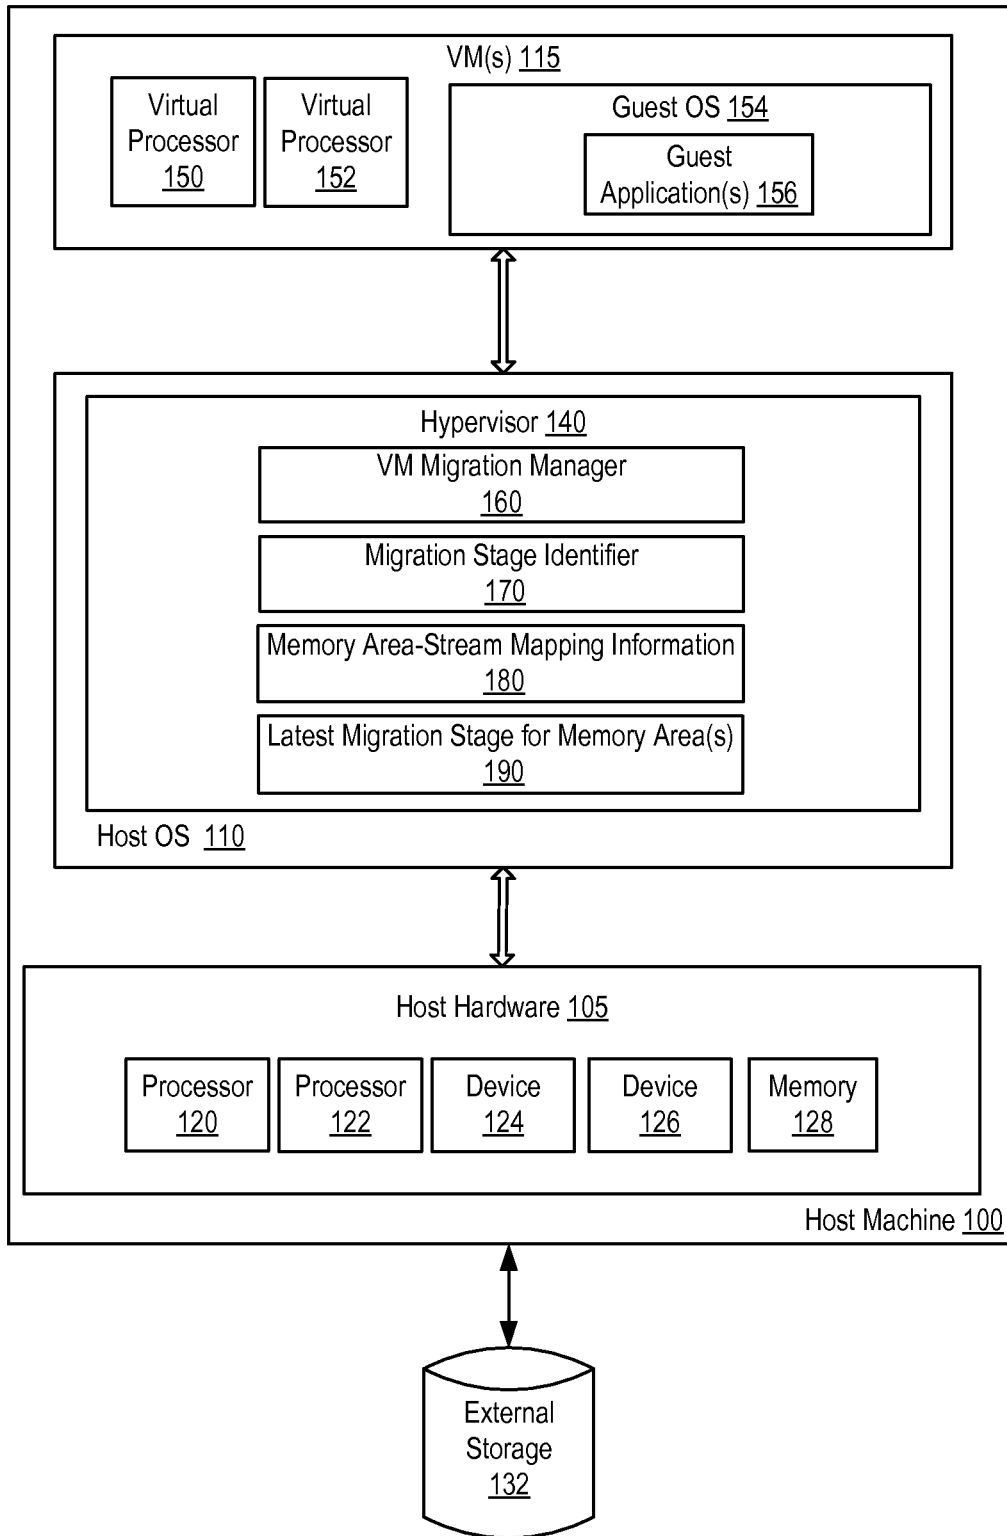 VM(s) 115
Virtual
Processor
150
Virtual
Processor
152
Guest OS 154
Guest
Application(s) 156
Hypervisor 140
VM Migration Manager
160
Migration Stage Identifier
170
Memory Area-Stream Mapping Information
180
Latest Migration Stage for Memory Area(s)
190
Host OS 110
Host Hardware 105
Processor
120
Processor
122
Device
124
Device
126
Memory
128
Host Machine 100
External
Storage
132